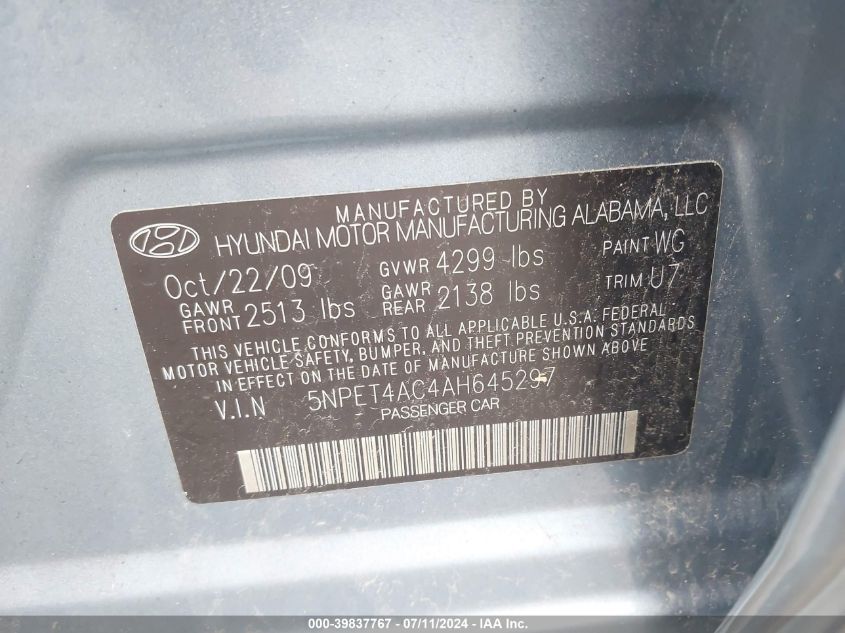 MANUFACTURED BY
HYUNDAI MOTOR MANUFACTURING ALABAMA, LLC
Oct/22/09 GVWR 4299 lbs PAINT WG
GAWR FRONT 2513 lbs GAWR REAR 2138 lbs TRIM U7
THIS VEHICLE CONFORMS TO ALL APPLICABLE U.S.A. FEDERAL
MOTOR VEHICLE SAFETY, BUMPER, AND THEFT PREVENTION STANDARDS
IN EFFECT ON THE DATE OF MANUFACTURE SHOWN ABOVE
V.I.N 5NPET4AC4AH645297
PASSENGER CAR
000-39837767 - 07/11/2024 - IAA Inc.